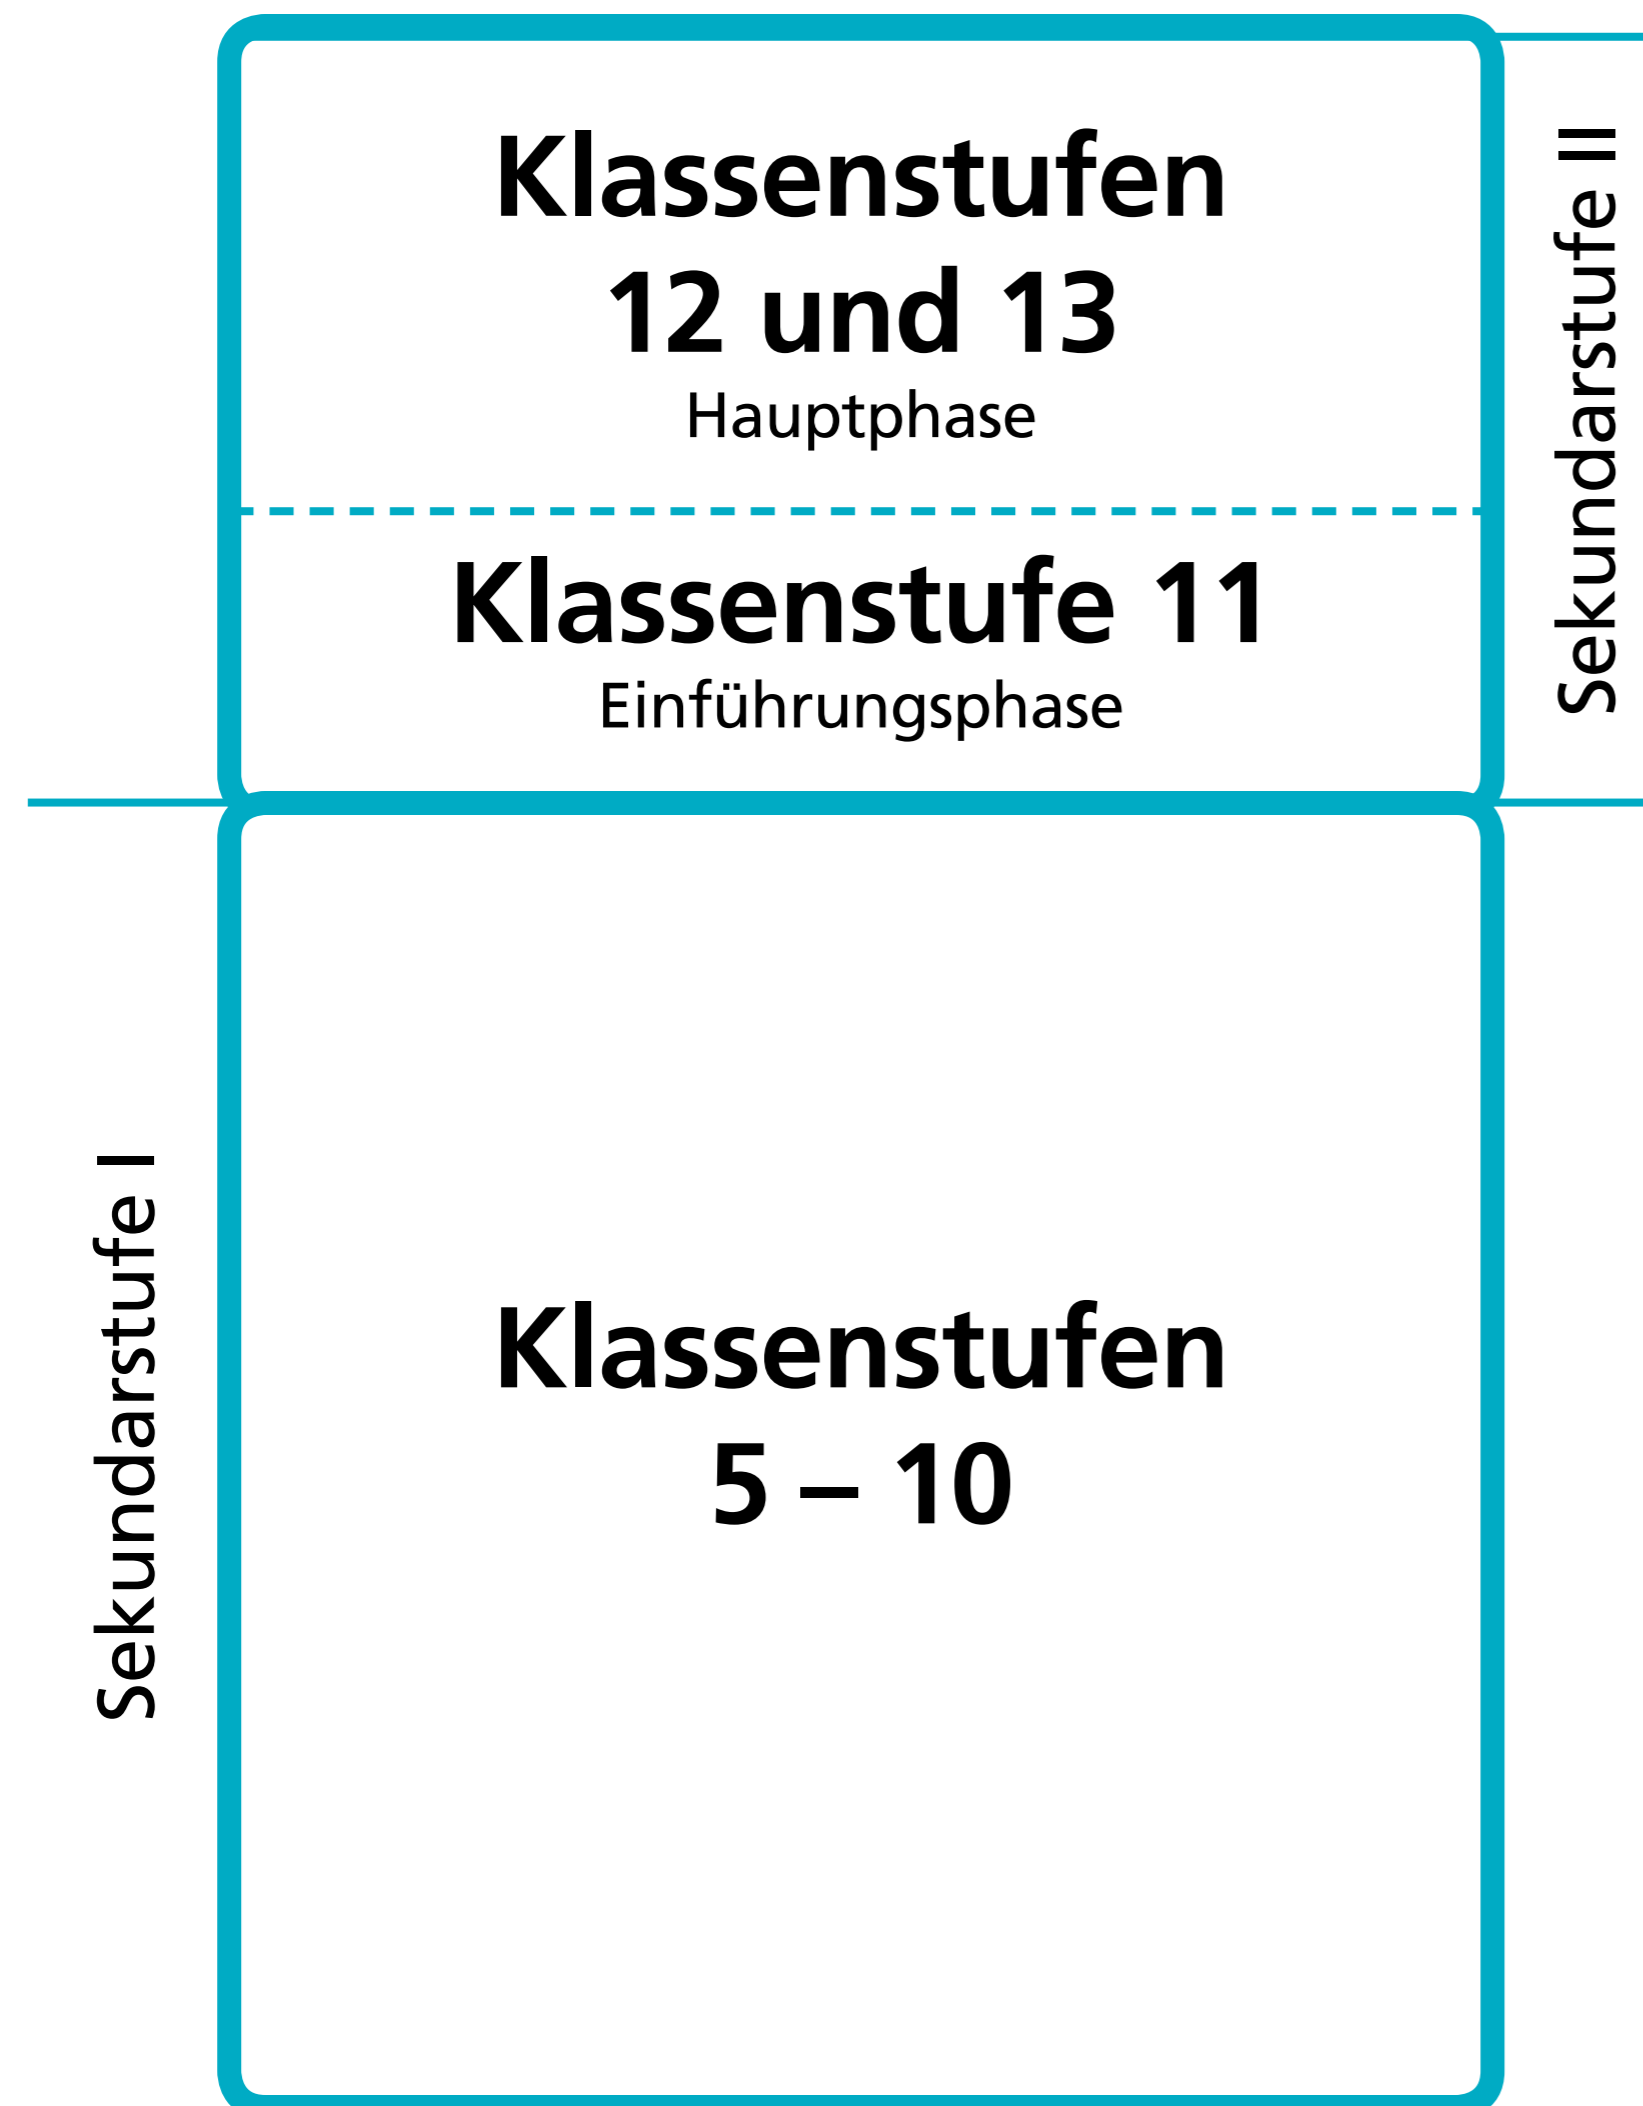 Klassenstufen
12 und 13
Hauptphase
Klassenstufe 11
Einführungsphase
Sekundarstufe II
Klassenstufen
5 – 10
Sekundarstufe I